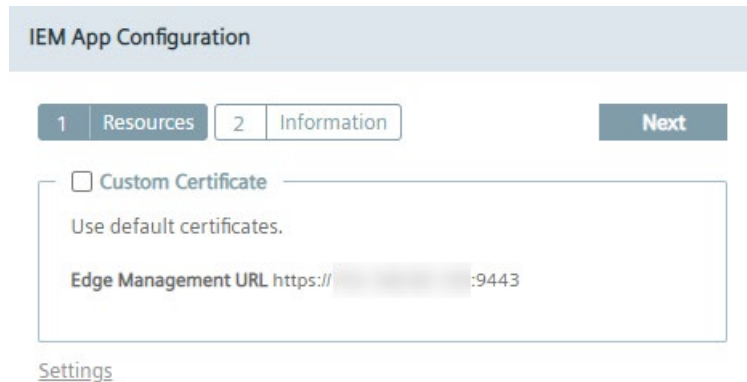 IEM App Configuration
1 Resources 2 Information Next
Custom Certificate
Use default certificates.
Edge Management URL https:// :9443
Settings